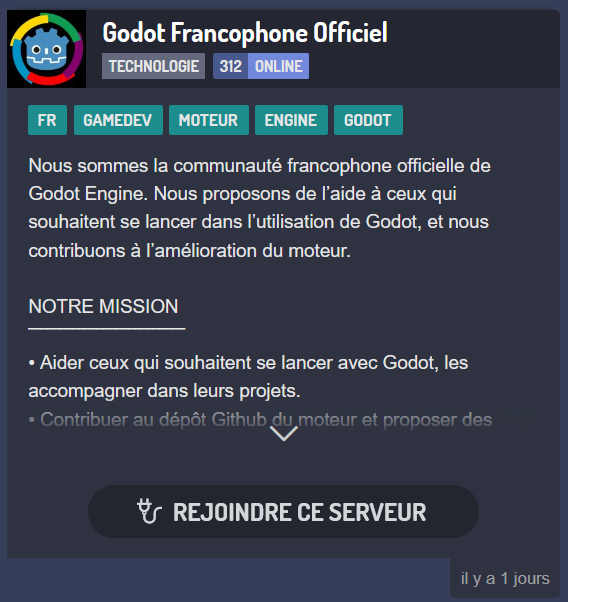 Godot Francophone Officiel
TECHNOLOGIE 312 ONLINE
FR GAMEDEV MOTEUR ENGINE GODOT
Nous sommes la communauté francophone officielle de
Godot Engine. Nous proposons de l’aide à ceux qui
souhaitent se lancer dans l’utilisation de Godot, et nous
contribuons à l’amélioration du moteur.
NOTRE MISSION
• Aider ceux qui souhaitent se lancer avec Godot, les
accompagner dans leurs projets.
• Contribuer au dépôt Github du moteur et proposer des
REJOINDRE CE SERVEUR
il y a 1 jours